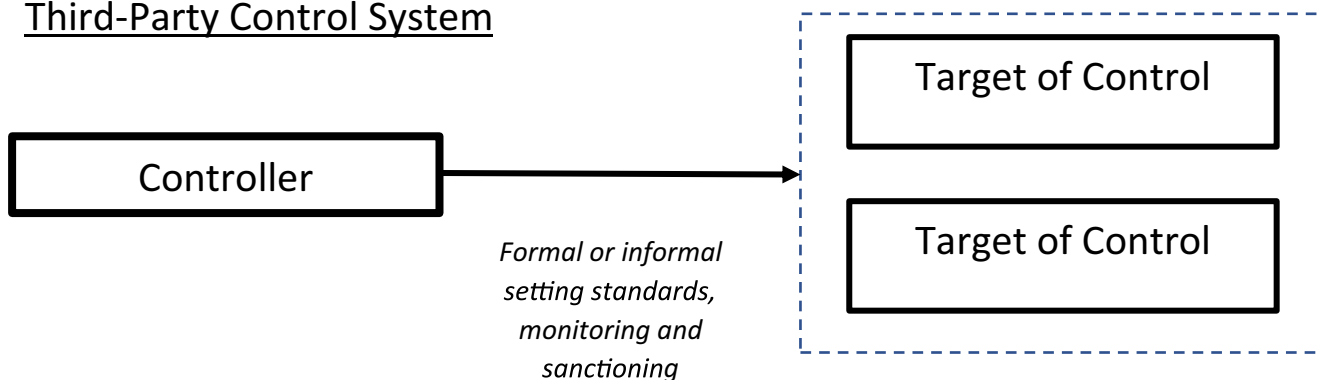 Third-Party Control System
Target of Control
Controller
Target of Control
Formal or informal
setting standards,
monitoring and
sanctioning